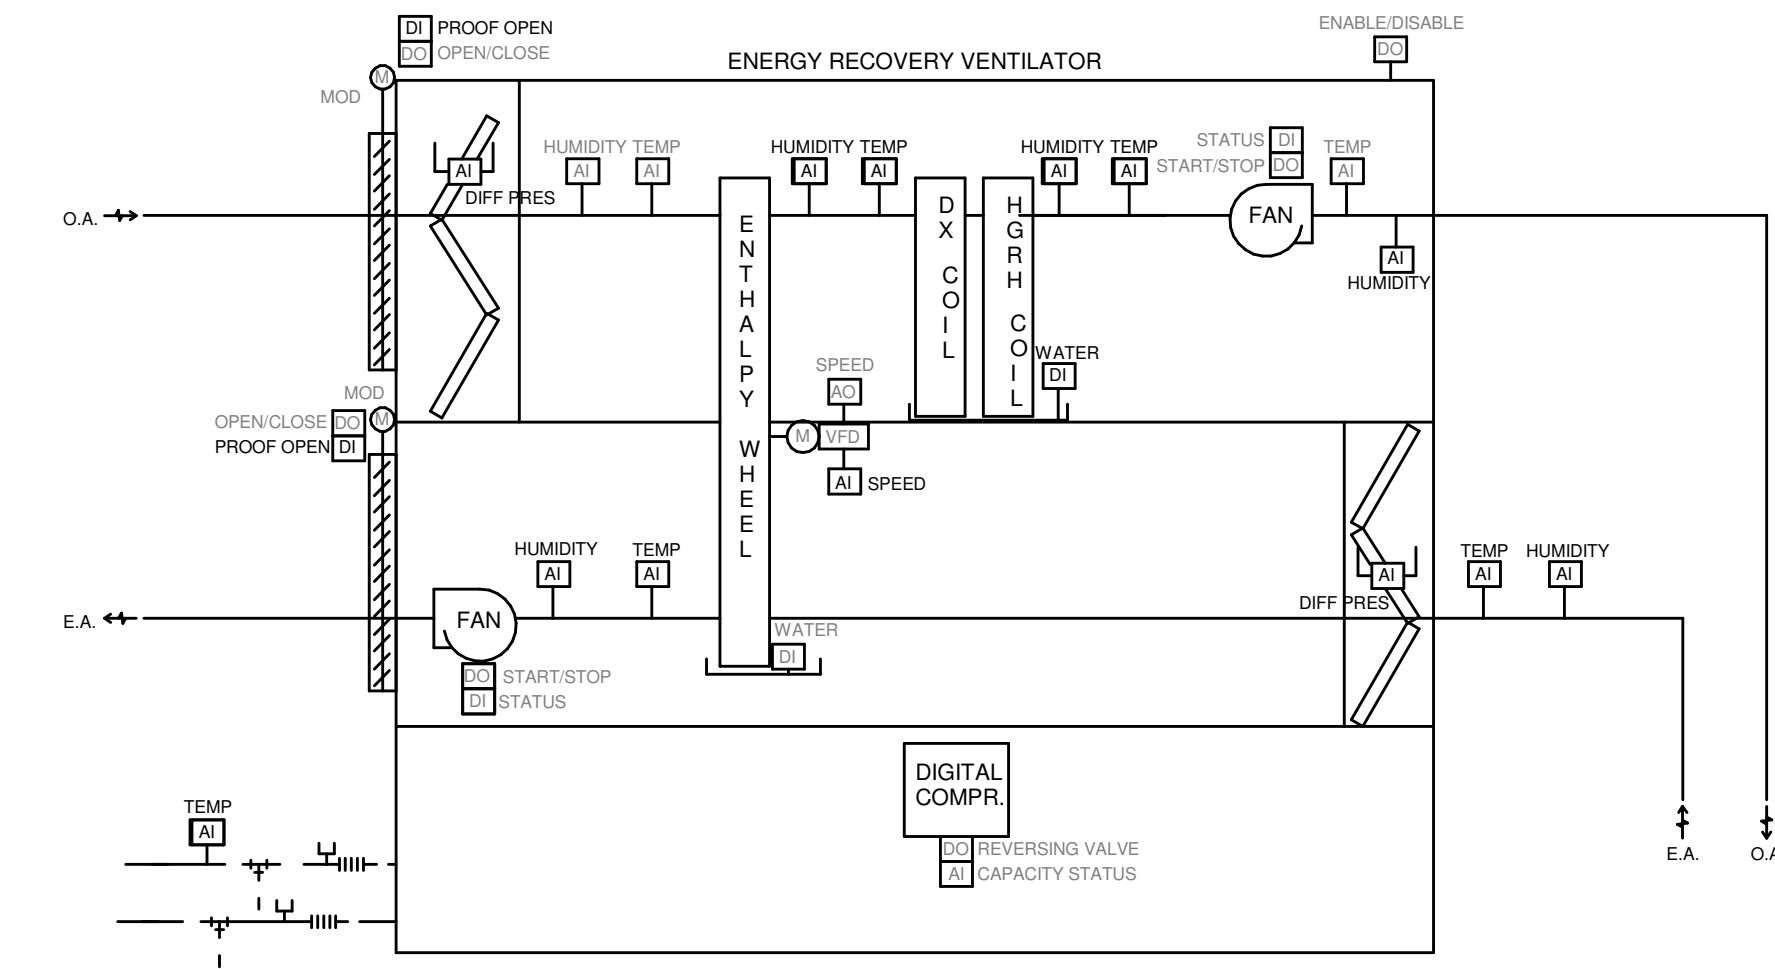 DI PROOF OPEN
DO OPEN/CLOSE
ENABLE/DISABLE
DO
ENERGY RECOVERY VENTILATOR
M
MOD
HUMIDITY TEMP
AI AI
HUMIDITY TEMP
AI AI
HUMIDITY TEMP
AI AI
STATUS DI
START/STOP DO
TEMP
AI
AI
DIFF PRES
O.A.
FAN
AI
HUMIDITY
ENTHALPY WHEEL
DX COIL
HGRH COIL
WATER
DI
MOD
OPEN/CLOSE DO M
PROOF OPEN DI
SPEED
AO
M VFD
AI SPEED
HUMIDITY TEMP
AI AI
AI
DIFF PRES
TEMP HUMIDITY
AI AI
E.A.
FAN
WATER
DI
DO START/STOP
DI STATUS
DIGITAL
COMPR.
DO REVERSING VALVE
AI CAPACITY STATUS
TEMP
AI
E.A.